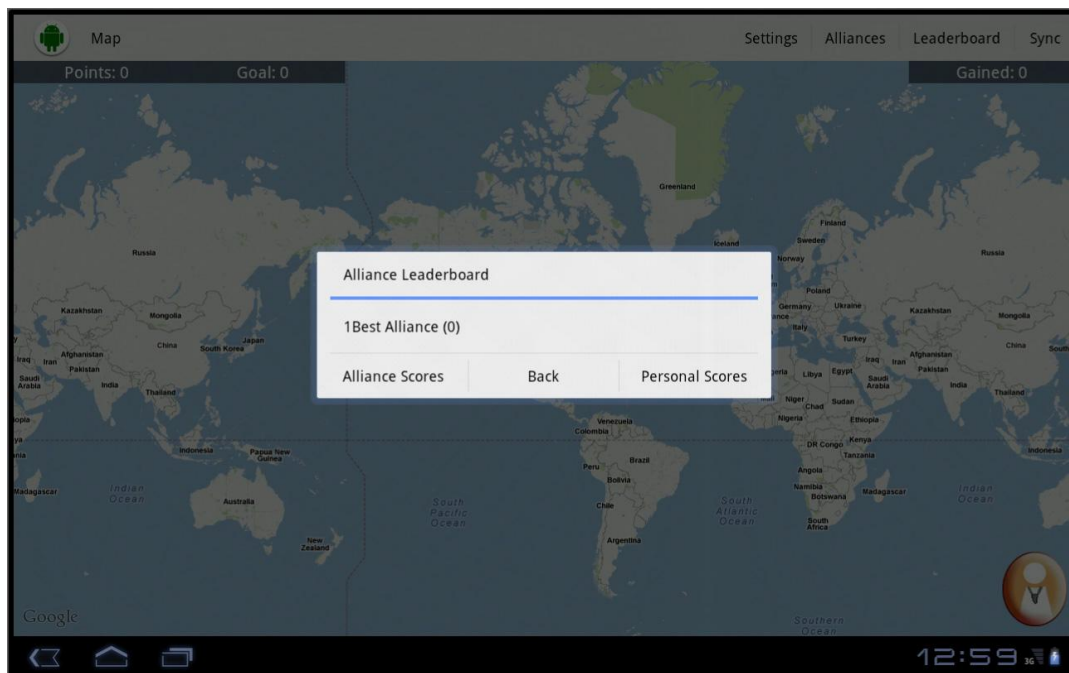 Map
Settings
Alliances
Leaderboard
Sync
Points: 0
Goal: 0
Gained: 0
Greenland
Finland
Iceland
Sweden
Norway
Russia
Russia
Poland
Germany
Ukraine
Italy
Turkey
Kazakhstan
Mongolia
Kazakhstan
Mongolia
China
South Korea
Japan
China
Afghanistan
Iraq
Iran
Pakistan
Saudi
Arabia
India
Thailand
Libya
Egypt
Iraq
Iran
Afghanistan
Pakistan
Saudi
Arabia
India
Thailand
Alliance Leaderboard
1Best Alliance (0)
Alliance Scores
Back
Personal Scores
Niger
Chad
Sudan
Nigeria
Ethiopia
Venezuela
Colombia
DR Congo
Kenya
Tanzania
Indonesia
Papua New
Guinea
Indonesia
Peru
Brazil
Bolivia
Angola
Namibia
Botswana
Madagascar
Madagascar
Indian
Ocean
Australia
South
Pacific
Ocean
Chile
South
Atlantic
Ocean
South
Africa
Indian
Ocean
New
Zealand
Argentina
Google
Southern
Ocean
12:59
3G